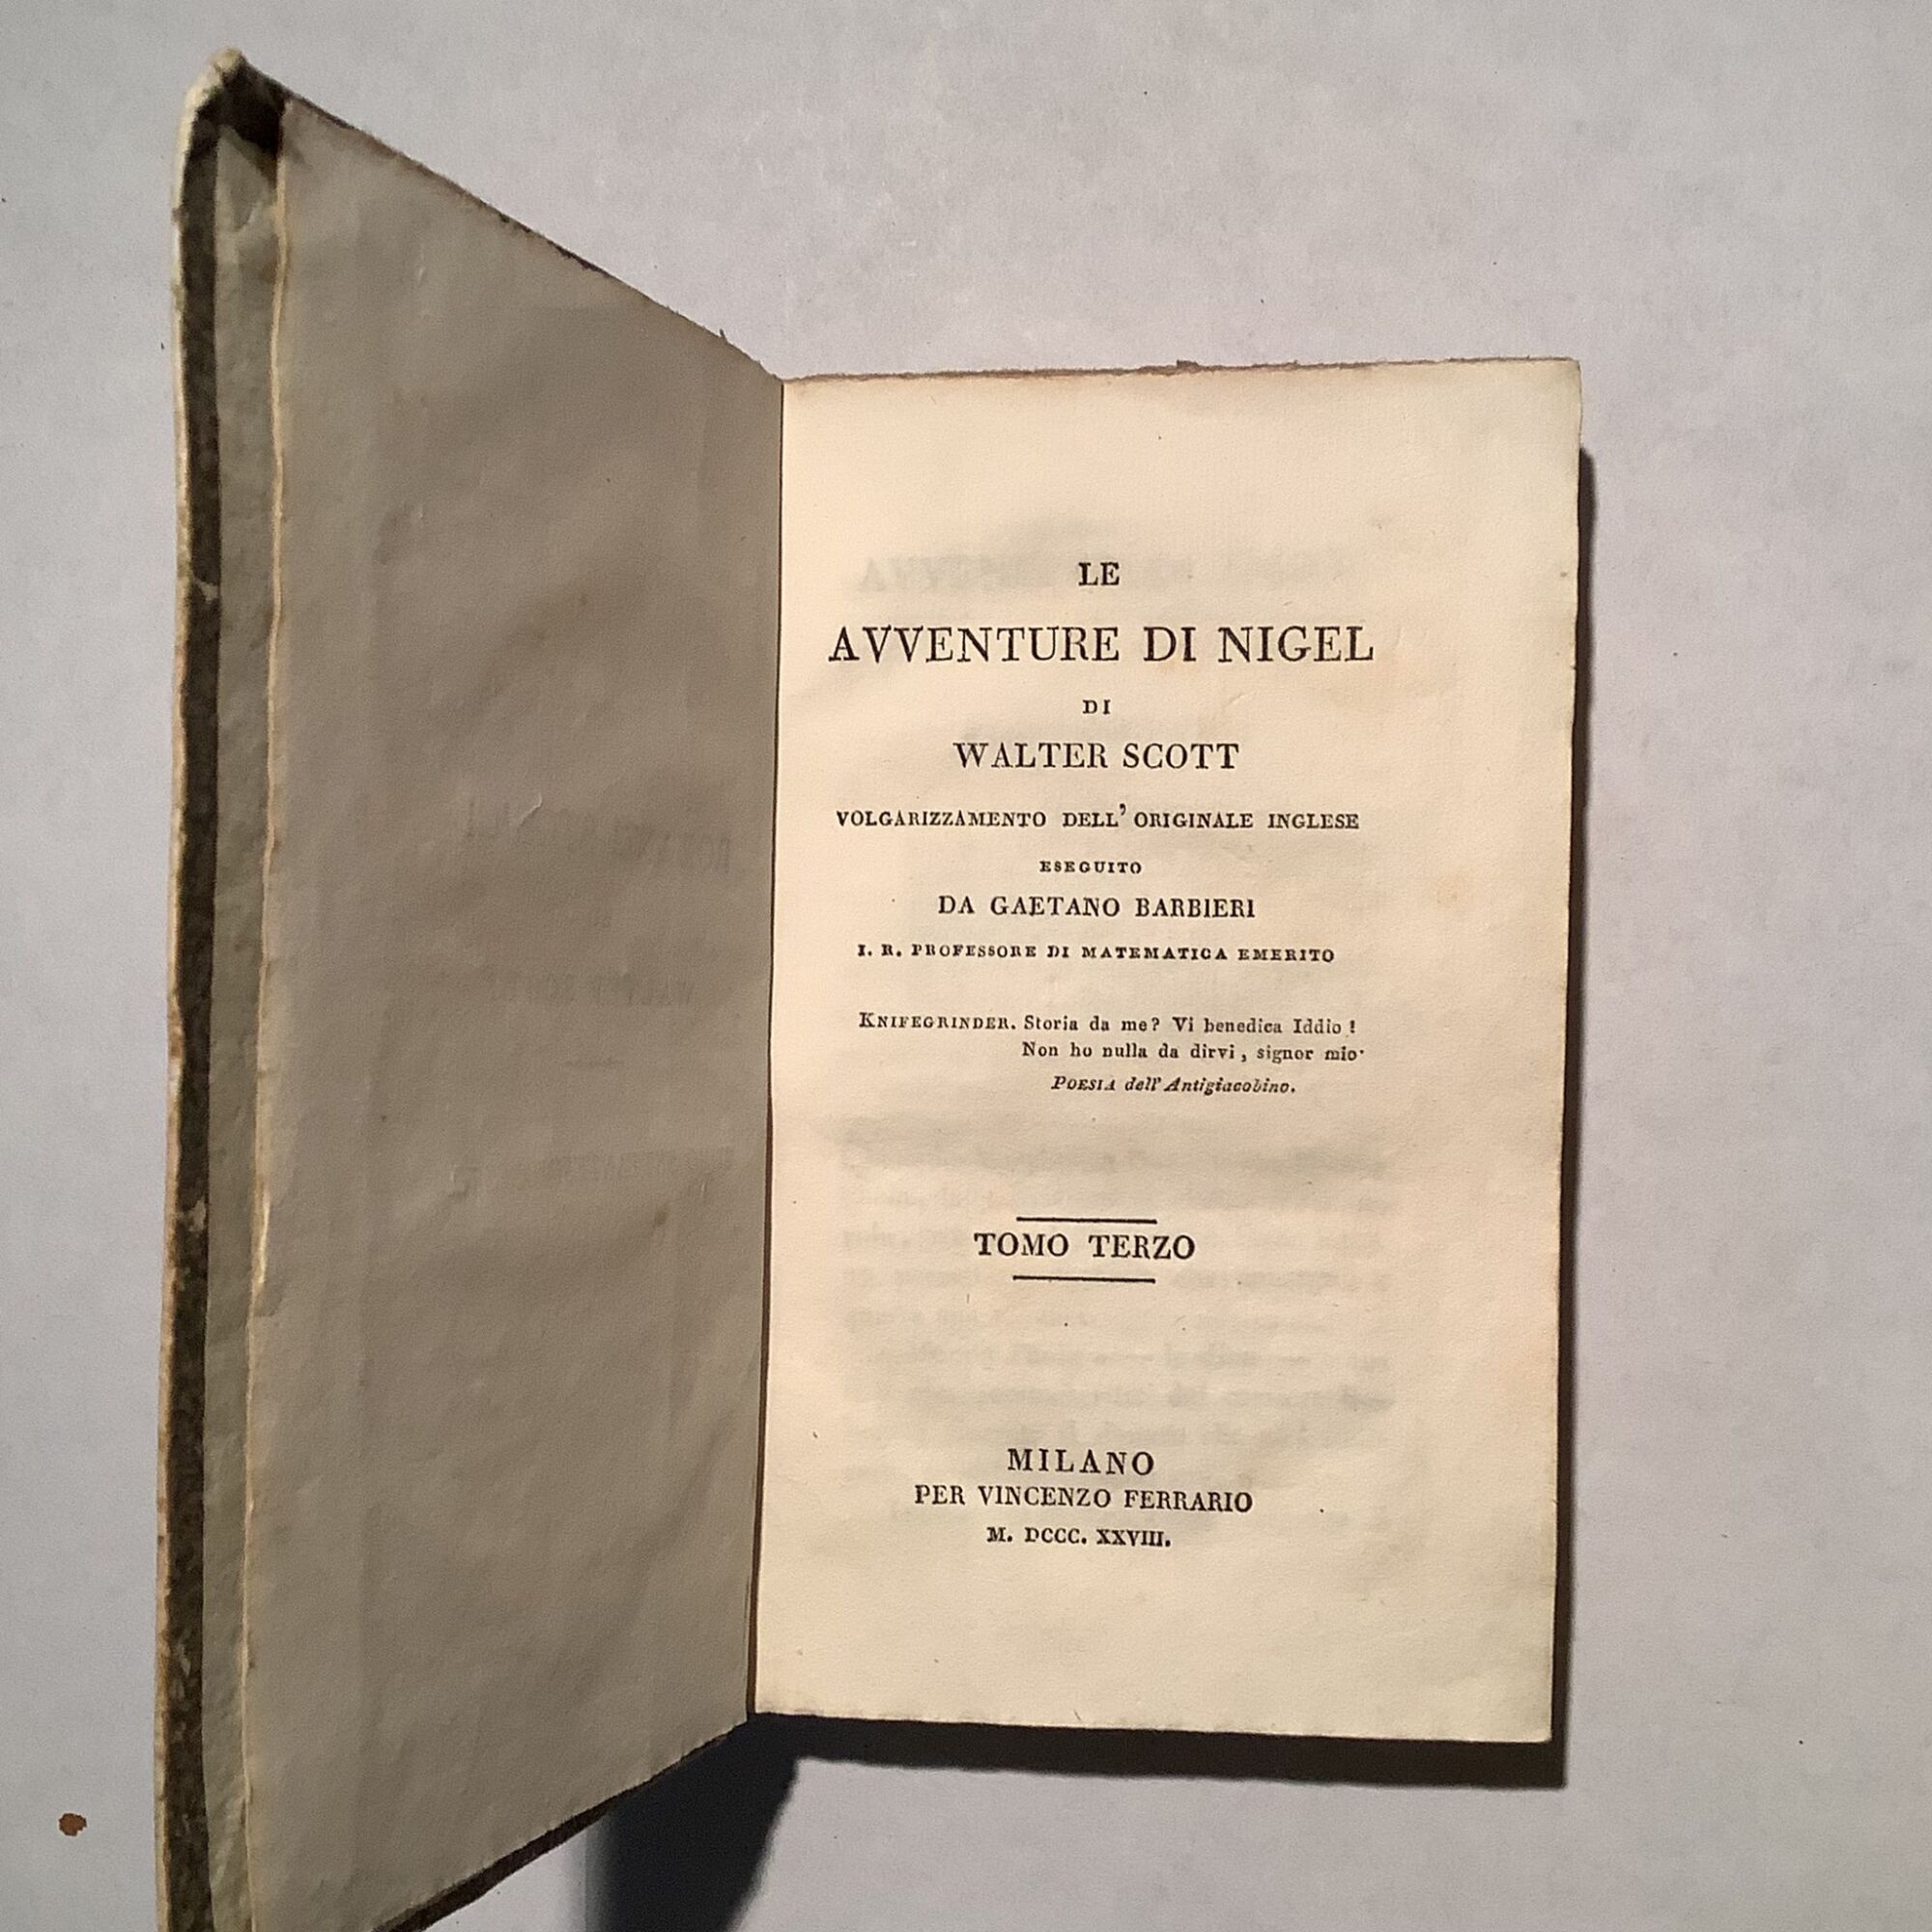 LE
AVVENTURE DI NIGEL
DI
WALTER SCOTT
VOLGARIZZAMENTO DELL' ORIGINALE INGLESE
ESEGUITO
DA GAETANO BARBIERI
I. R. PROFESSORE DI MATEMATICA EMERITO
KNIFEGRINDER. Storia da me? Vi benedica Iddio!
Non ho nulla da dirvi, signor mio.
POESIA dell' Antigiacobino.
TOMO TERZO
MILANO
PER VINCENZO FERRARIO
M. DCCC. XXVIII.